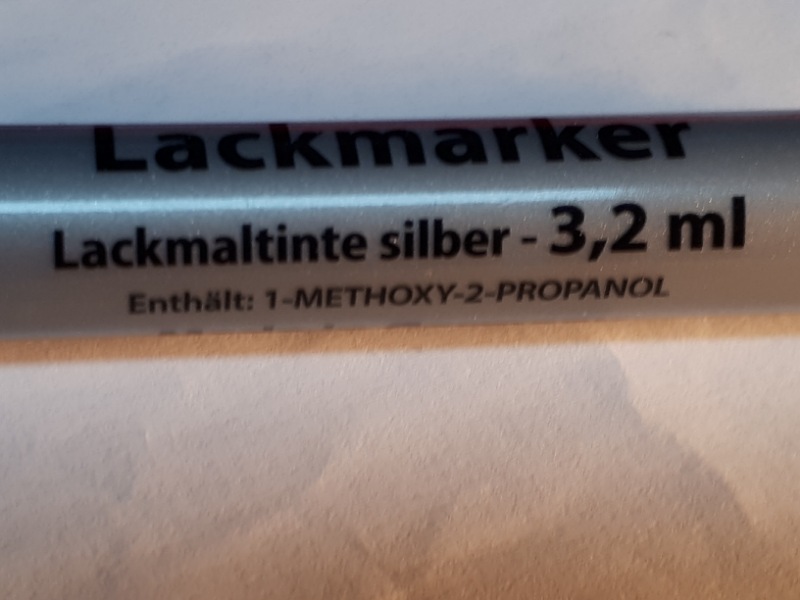 Lackmarker
Lackmaltinte silber - 3,2 ml
Enthält: 1-METHOXY-2-PROPANOL